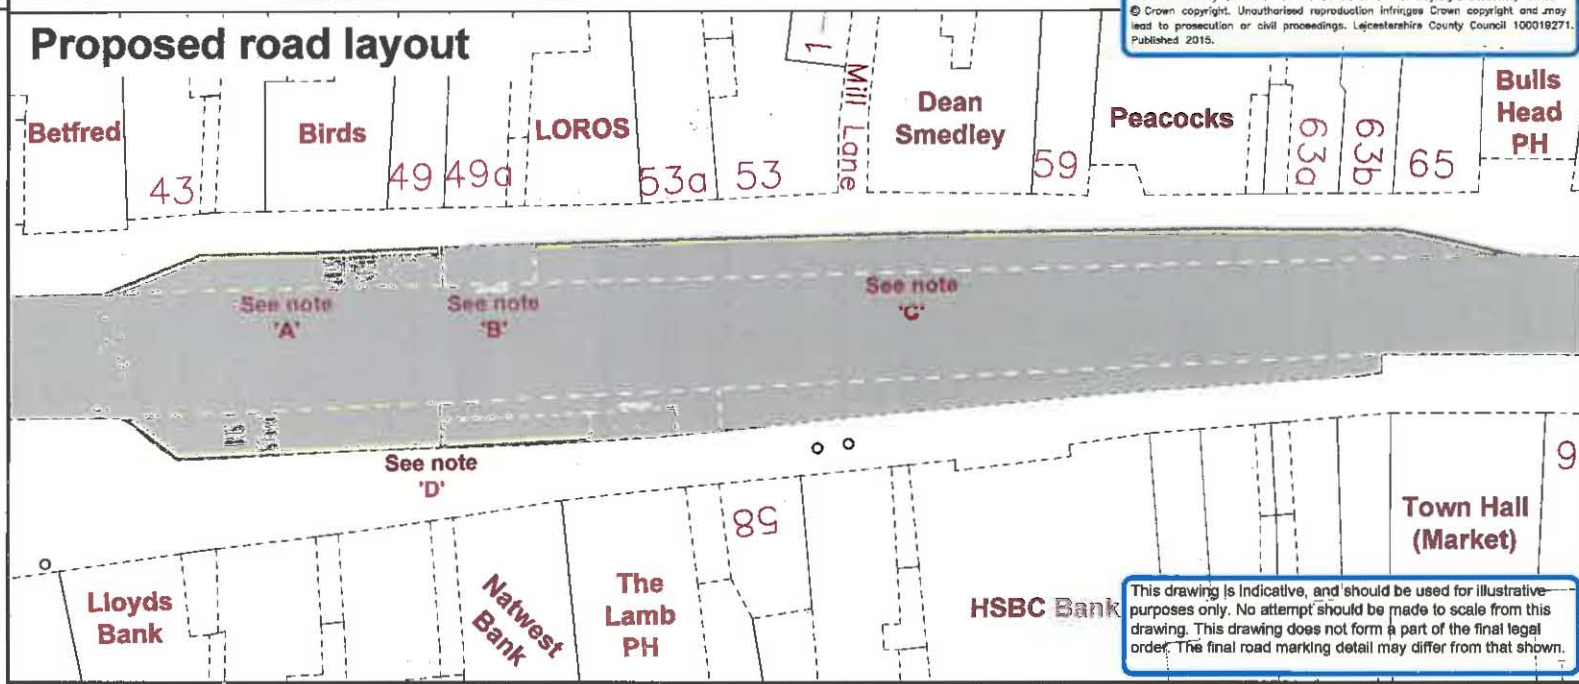 © Crown copyright. Unauthorised reproduction infringes Crown copyright and may
lead to prosecution or civil proceedings. Leicestershire County Council 100019271.
Published 2015.
Proposed road layout
Betfred
43
Birds
49
49a
LOROS
53a
53
1
Mill Lane
Dean
Smedley
59
Peacocks
63a
63b
65
Bulls
Head
PH
See note
'A'
See note
'B'
See note
'C'
See note
'D'
Lloyds
Bank
Natwest
Bank
The
Lamb
PH
58
HSBC Bank
Town Hall
(Market)
9
This drawing is indicative, and should be used for illustrative
purposes only. No attempt should be made to scale from this
drawing. This drawing does not form a part of the final legal
order. The final road marking detail may differ from that shown.